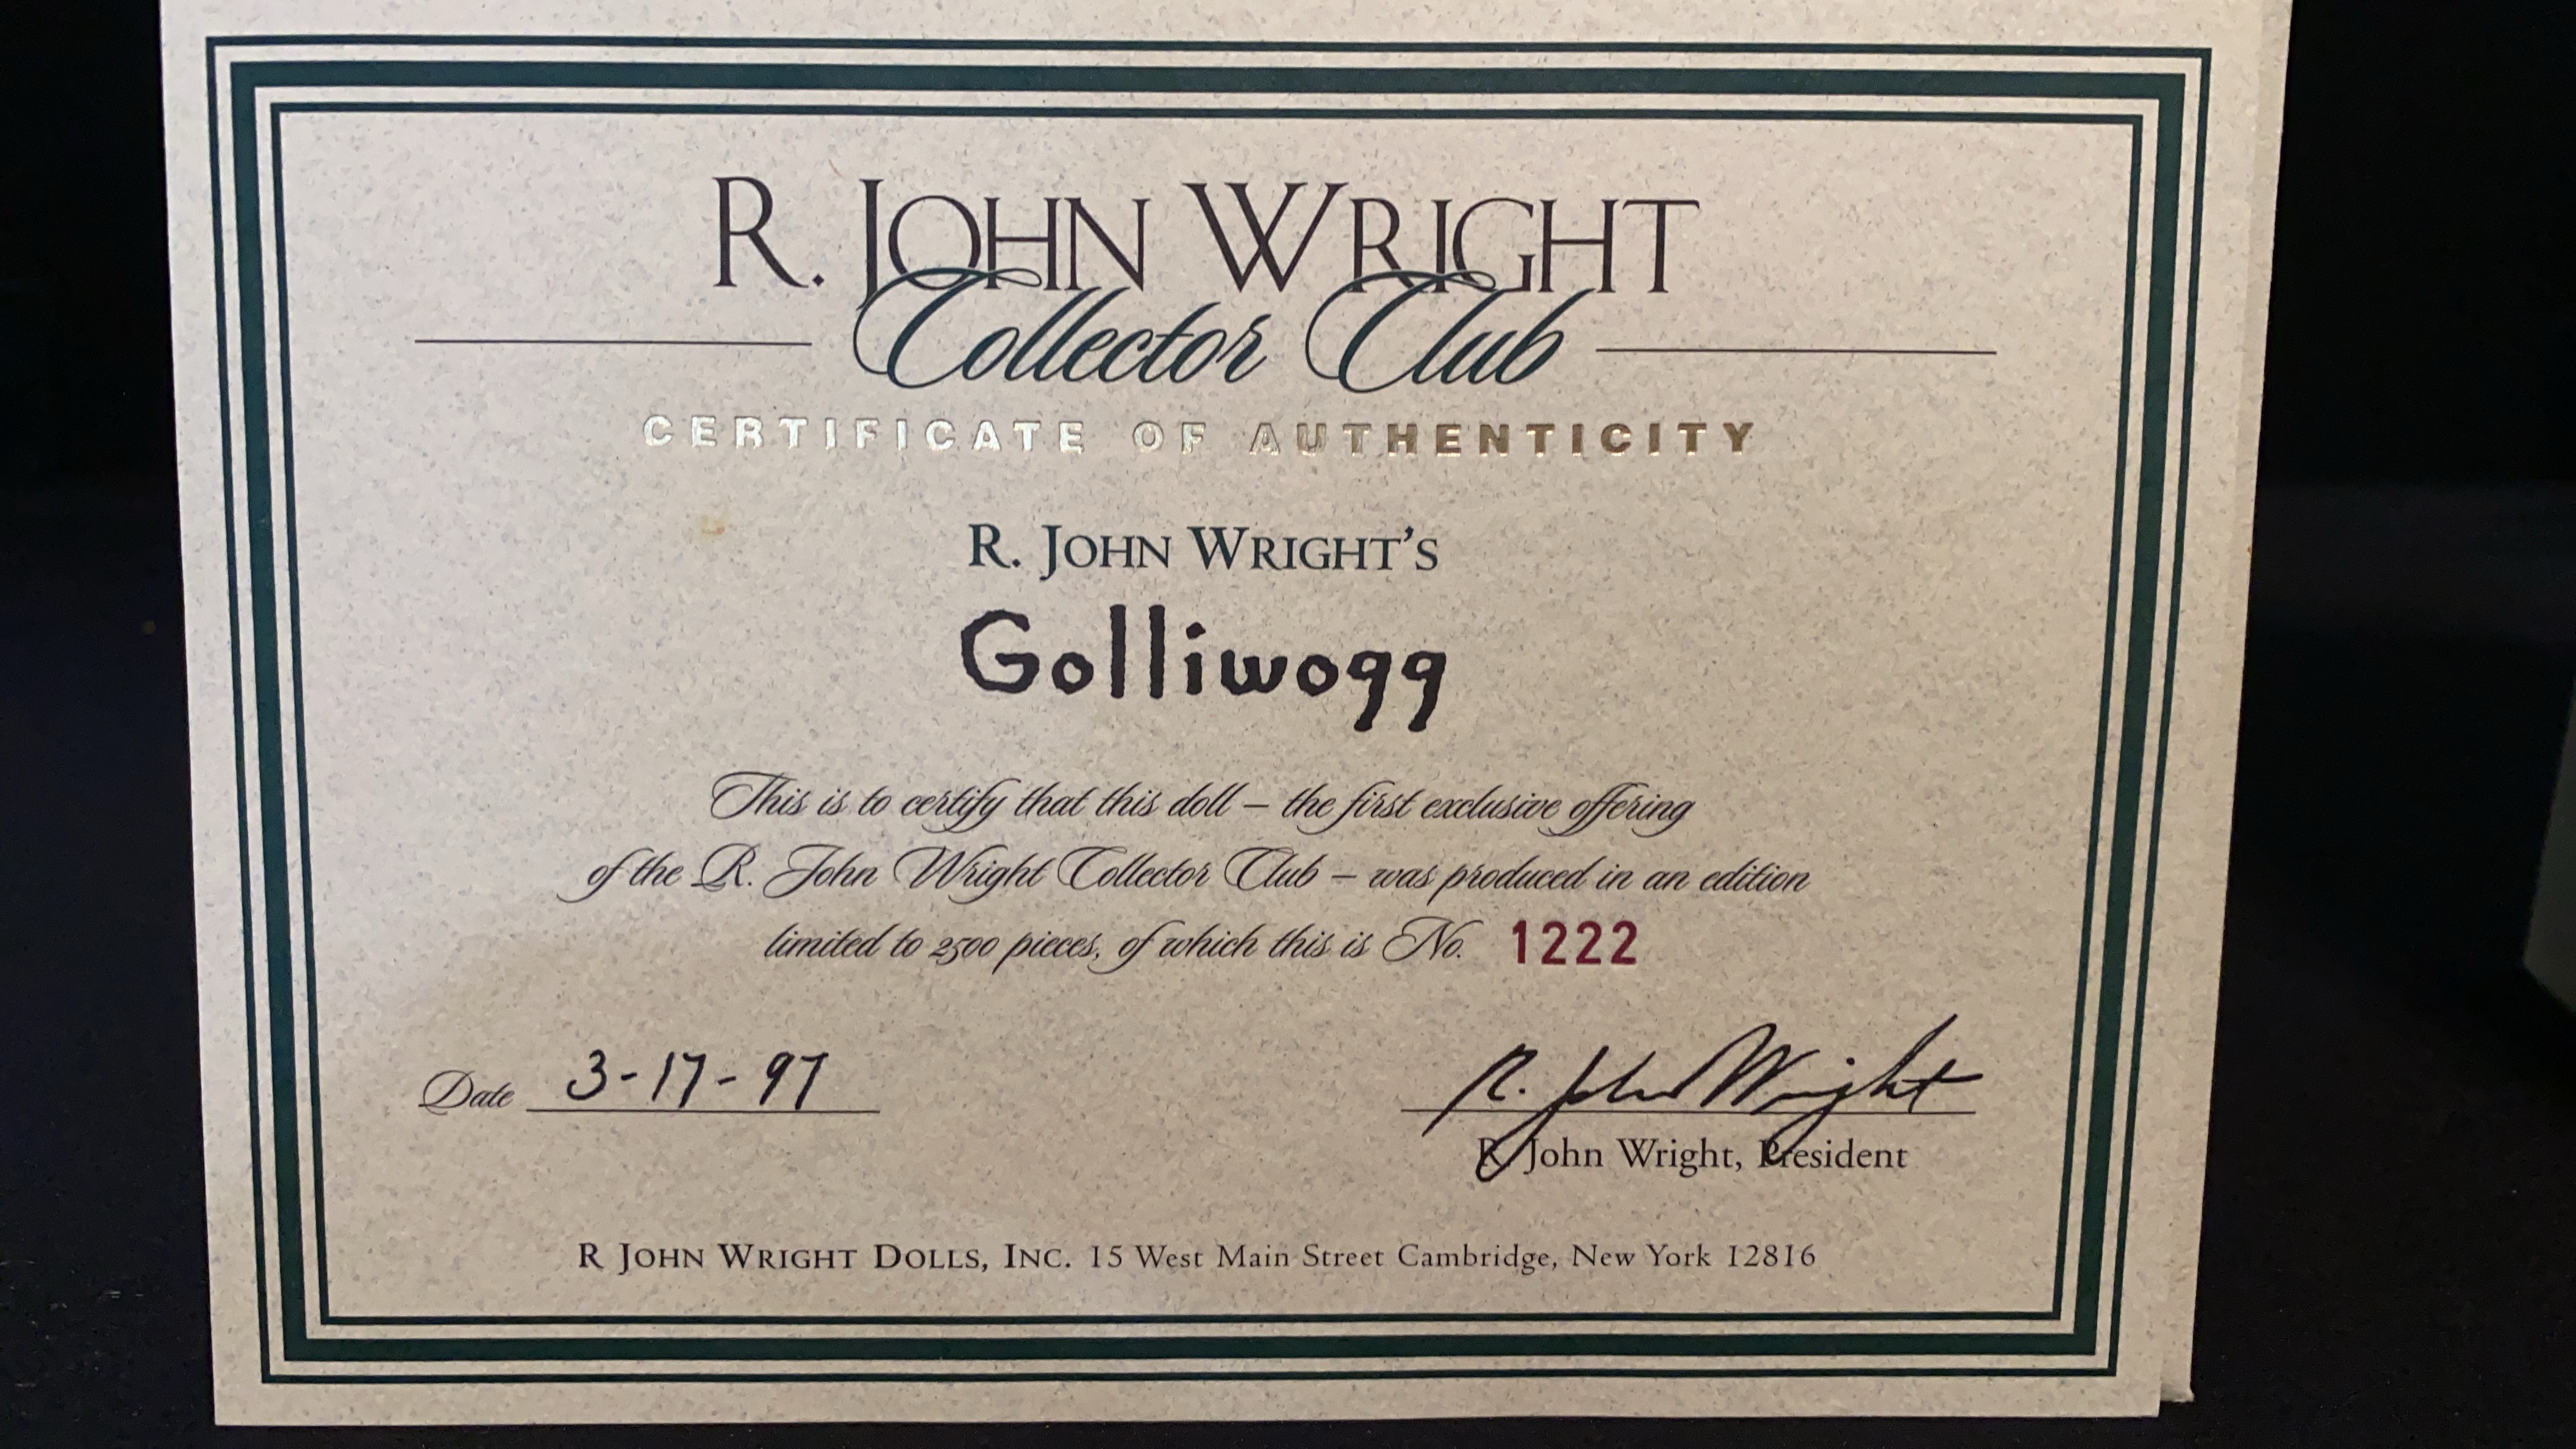 R. JOHN WRIGHT
Collector Club
CERTIFICATE OF AUTHENTICITY
R. JOHN WRIGHT'S
Golliwogg
This is to certify that this doll – the first exclusive offering
of the R. John Wright Collector Club – was produced in an edition
limited to 2500 pieces, of which this is No. 1222
Date 3-17-97
R. John Wright
R. John Wright, President
R JOHN WRIGHT DOLLS, INC. 15 West Main Street Cambridge, New York 12816